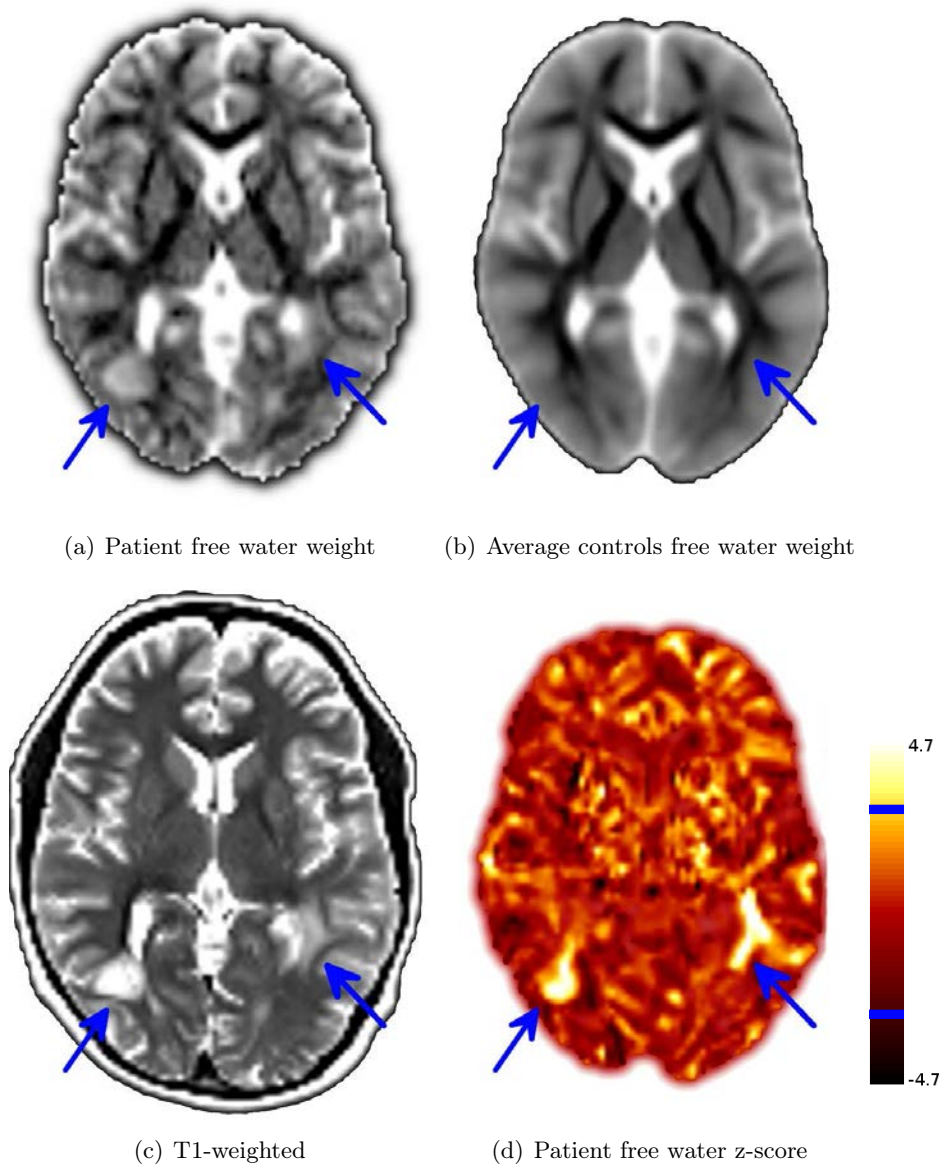 (a) Patient free water weight
(b) Average controls free water weight
4.7
-4.7
(c) T1-weighted
(d) Patient free water z-score